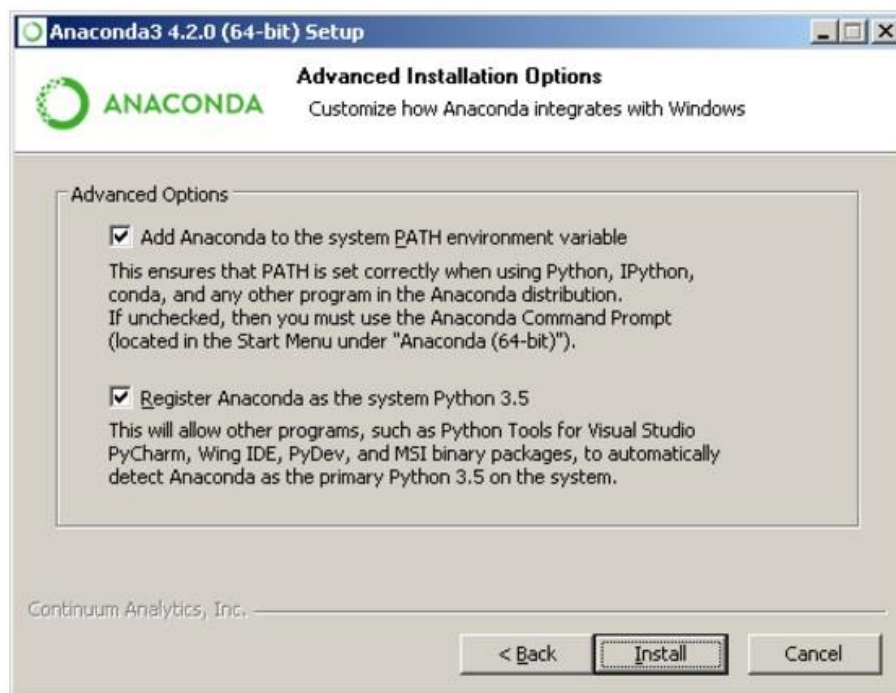 Anaconda3 4.2.0 (64-bit) Setup
ANACONDA
Advanced Installation Options
Customize how Anaconda integrates with Windows
Advanced Options
Add Anaconda to the system PATH environment variable
This ensures that PATH is set correctly when using Python, IPython,
conda, and any other program in the Anaconda distribution.
If unchecked, then you must use the Anaconda Command Prompt
(located in the Start Menu under "Anaconda (64-bit)").
Register Anaconda as the system Python 3.5
This will allow other programs, such as Python Tools for Visual Studio
PyCharm, Wing IDE, PyDev, and MSI binary packages, to automatically
detect Anaconda as the primary Python 3.5 on the system.
Continuum Analytics, Inc.
< Back Install Cancel